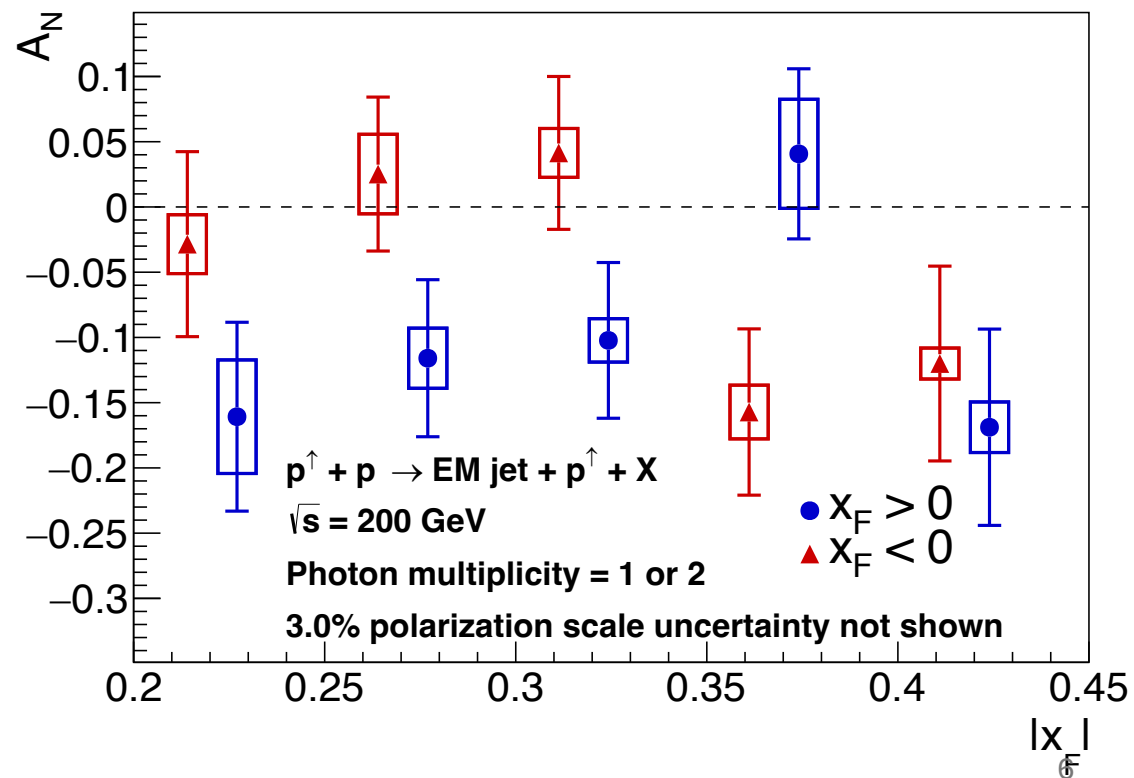 A_N
0.1
0.05
0
−0.05
−0.1
−0.15
−0.2
−0.25
−0.3
p↑ + p → EM jet + p↑ + X
√s = 200 GeV
Photon multiplicity = 1 or 2
3.0% polarization scale uncertainty not shown
x_F > 0
x_F < 0
0.2 0.25 0.3 0.35 0.4 0.45
|x_F|
6